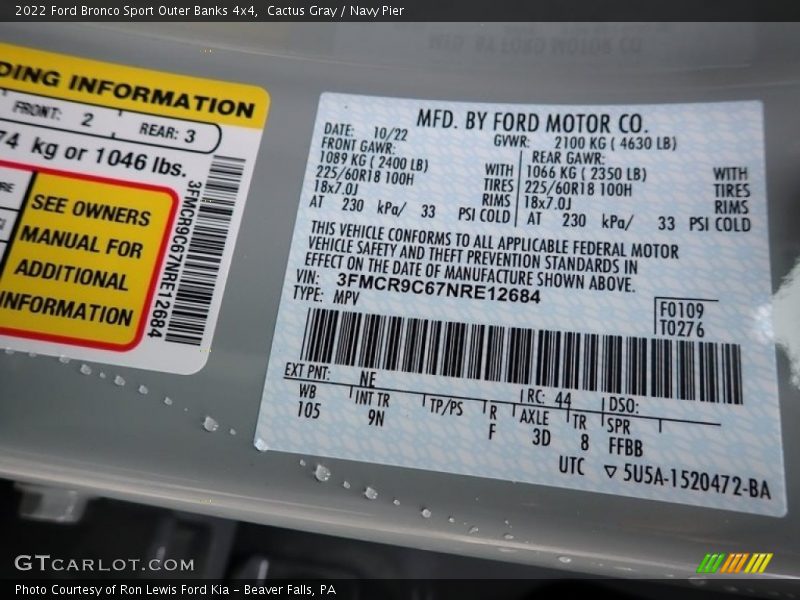 2022 Ford Bronco Sport Outer Banks 4x4, Cactus Gray / Navy Pier
DING INFORMATION
FRONT: 2 REAR: 3
74 kg or 1046 lbs.
SEE OWNERS
MANUAL FOR
ADDITIONAL
INFORMATION
3FMCR9C67NRE12684
MFD. BY FORD MOTOR CO.
DATE: 10/22 GVWR: 2100 KG ( 4630 LB)
FRONT GAWR: REAR GAWR:
1089 KG ( 2400 LB) WITH 1066 KG ( 2350 LB) WITH
225/60R18 100H TIRES 225/60R18 100H TIRES
18x7.0J RIMS 18x7.0J RIMS
AT 230 kPa/ 33 PSI COLD AT 230 kPa/ 33 PSI COLD
THIS VEHICLE CONFORMS TO ALL APPLICABLE FEDERAL MOTOR
VEHICLE SAFETY AND THEFT PREVENTION STANDARDS IN
EFFECT ON THE DATE OF MANUFACTURE SHOWN ABOVE.
VIN: 3FMCR9C67NRE12684
TYPE: MPV
F0109
T0276
EXT PNT: NE RC: 44 DSO:
WB INT TR TP/PS R AXLE TR SPR
105 9N F 3D 8 FFBB
UTC ▽ 5U5A-1520472-BA
GTCARLOT.COM
Photo Courtesy of Ron Lewis Ford Kia - Beaver Falls, PA